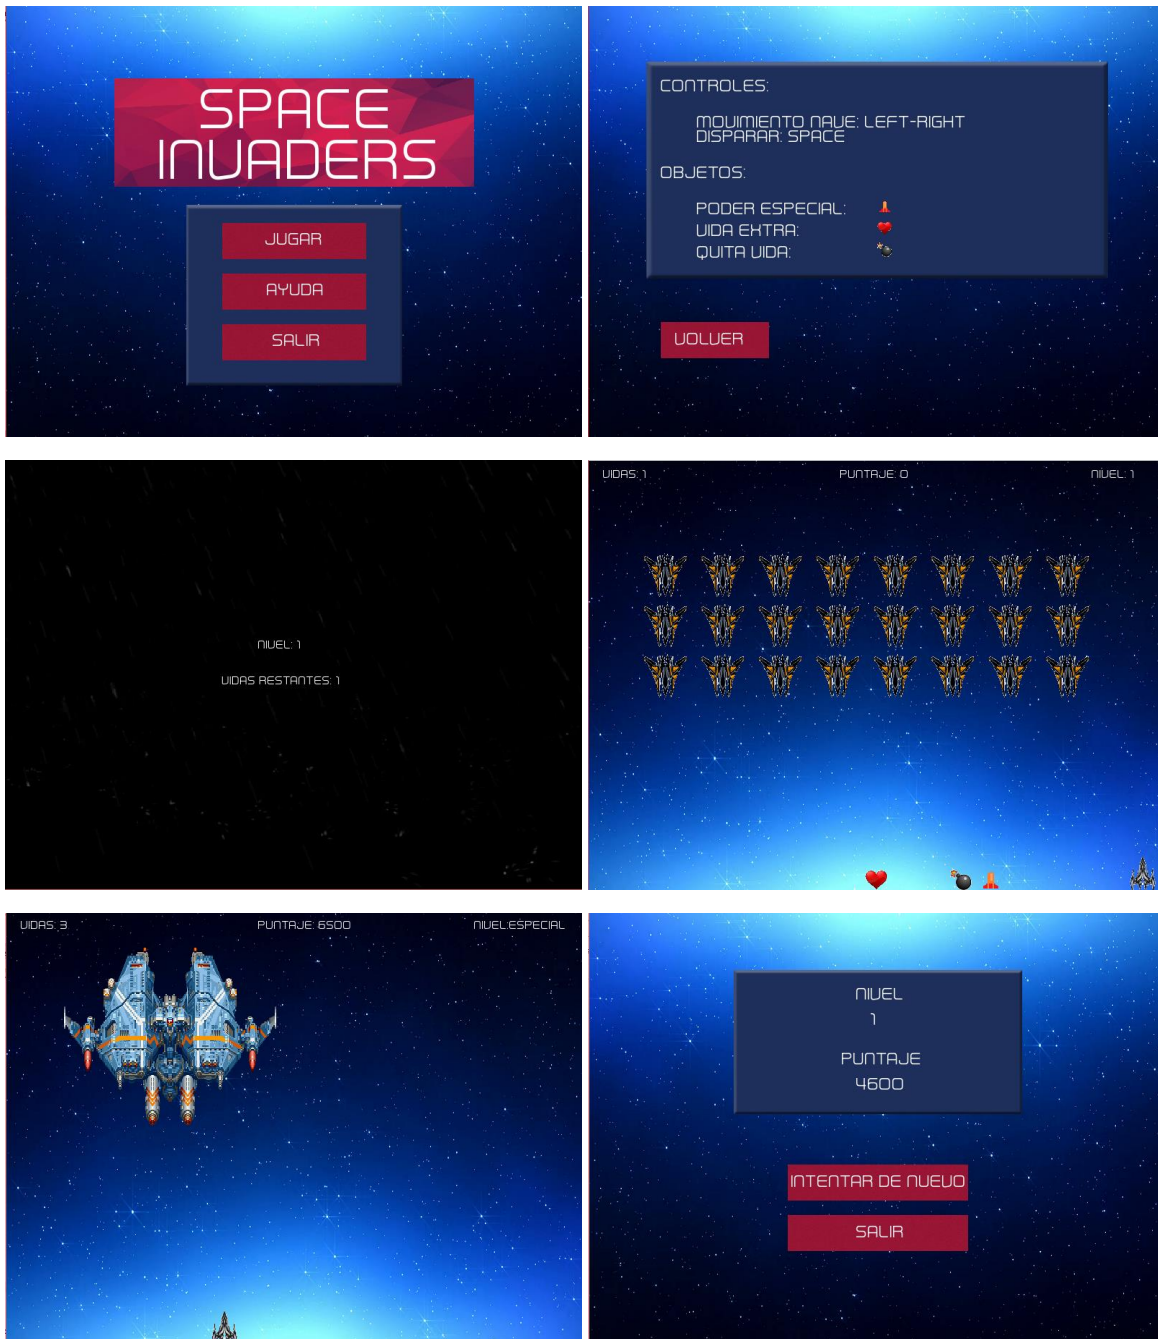 SPACE
INVADERS
JUGAR
AYUDA
SALIR
CONTROLES:
MOVIMIENTO NAVE: LEFT-RIGHT
DISPARAR: SPACE
OBJETOS:
PODER ESPECIAL:
VIDA EXTRA:
QUITA VIDA:
VOLVER
NIVEL: 1
VIDAS RESTANTES: 1
VIDAS: 1
PUNTAJE: 0
NIVEL: 1
VIDAS: 3
PUNTAJE: 6500
NIVEL:ESPECIAL
NIVEL
1
PUNTAJE
4600
INTENTAR DE NUEVO
SALIR